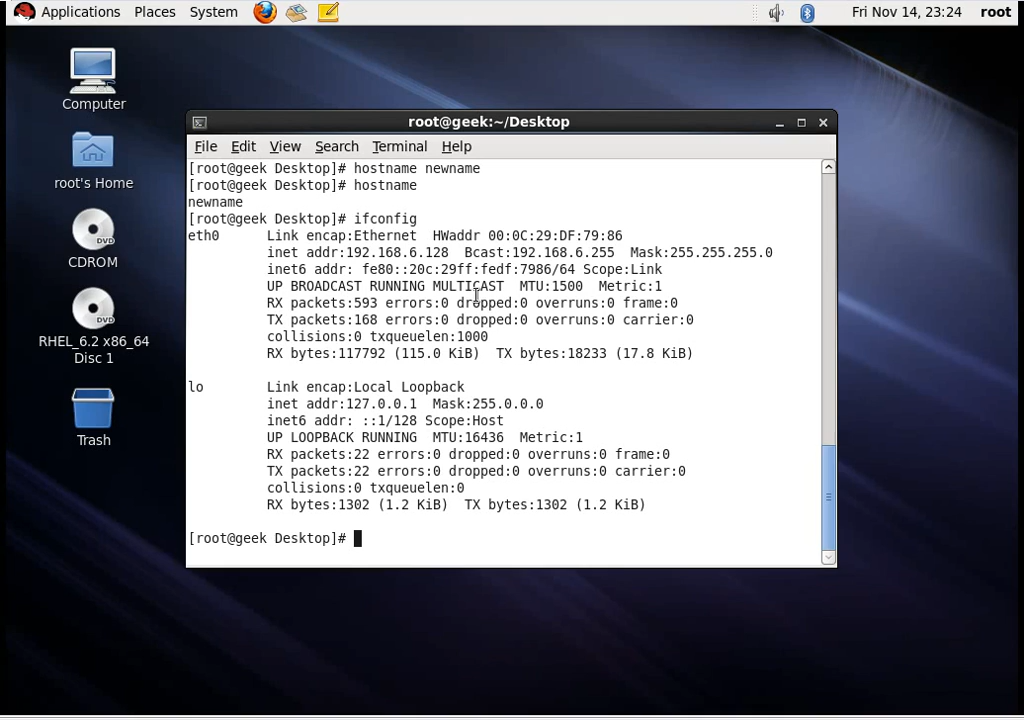 Applications Places System Fri Nov 14, 23:24 root
Computer
root's Home
DVD
CDROM
DVD
RHEL_6.2 x86_64
Disc 1
Trash
root@geek:~/Desktop
File Edit View Search Terminal Help
[root@geek Desktop]# hostname newname
[root@geek Desktop]# hostname
newname
[root@geek Desktop]# ifconfig
eth0      Link encap:Ethernet  HWaddr 00:0C:29:DF:79:86
          inet addr:192.168.6.128  Bcast:192.168.6.255  Mask:255.255.255.0
          inet6 addr: fe80::20c:29ff:fedf:7986/64 Scope:Link
          UP BROADCAST RUNNING MULTICAST  MTU:1500  Metric:1
          RX packets:593 errors:0 dropped:0 overruns:0 frame:0
          TX packets:168 errors:0 dropped:0 overruns:0 carrier:0
          collisions:0 txqueuelen:1000
          RX bytes:117792 (115.0 KiB)  TX bytes:18233 (17.8 KiB)
lo        Link encap:Local Loopback
          inet addr:127.0.0.1  Mask:255.0.0.0
          inet6 addr: ::1/128 Scope:Host
          UP LOOPBACK RUNNING  MTU:16436  Metric:1
          RX packets:22 errors:0 dropped:0 overruns:0 frame:0
          TX packets:22 errors:0 dropped:0 overruns:0 carrier:0
          collisions:0 txqueuelen:0
          RX bytes:1302 (1.2 KiB)  TX bytes:1302 (1.2 KiB)
[root@geek Desktop]#